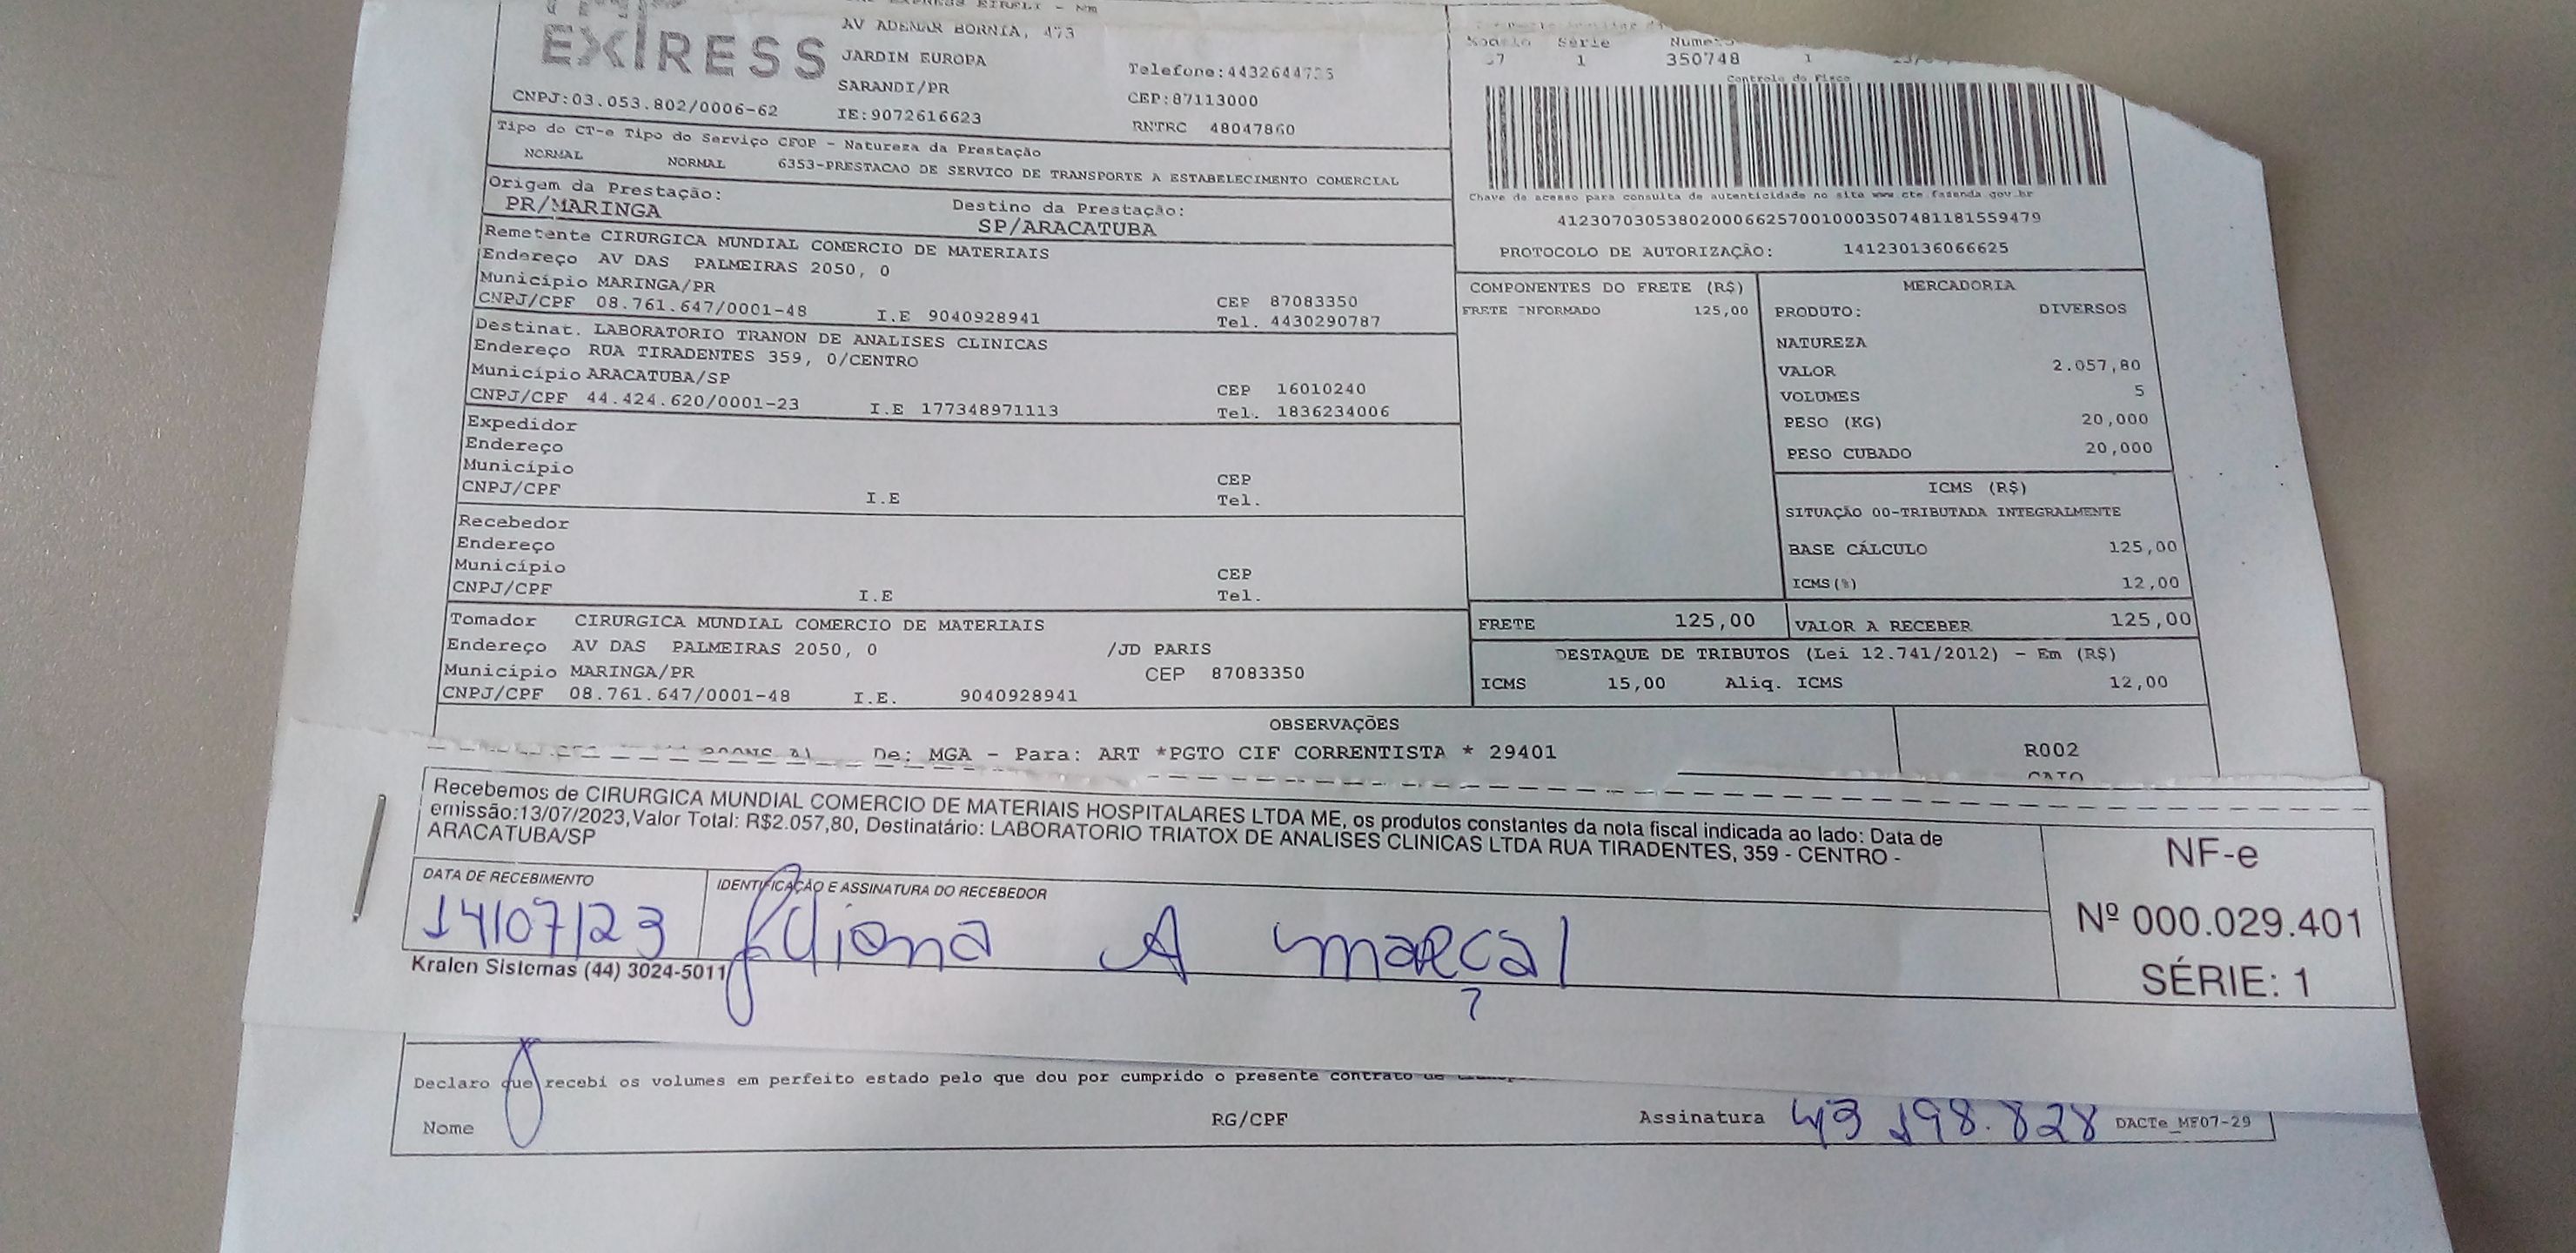 EXPRESS
EXPRESS EIRELI - Mm
AV ADEMAR BORNIA, 473
JARDIM EUROPA
Telefone:4432644725
SARANDI/PR
CEP:87113000
CNPJ:03.053.802/0006-62
IE:9072616623
RNTRC 48047860
Modelo Série Numero
57 1 350748 1
Controle do Fisco
Chave de acesso para consulta de autenticidade no site www.cte.fazenda.gov.br
41230703053802000662570010003507481181559479
PROTOCOLO DE AUTORIZAÇÃO: 141230136066625
Tipo do CT-e Tipo do Serviço CFOP - Natureza da Prestação
NORMAL NORMAL 6353-PRESTACAO DE SERVICO DE TRANSPORTE A ESTABELECIMENTO COMERCIAL
Origem da Prestação: Destino da Prestação:
PR/MARINGA SP/ARACATUBA
Remetente CIRURGICA MUNDIAL COMERCIO DE MATERIAIS
Endereço AV DAS PALMEIRAS 2050, 0
Município MARINGA/PR CEP 87083350
CNPJ/CPF 08.761.647/0001-48 I.E 9040928941 Tel. 4430290787
Destinat. LABORATORIO TRANON DE ANALISES CLINICAS
Endereço RUA TIRADENTES 359, 0/CENTRO
Município ARACATUBA/SP CEP 16010240
CNPJ/CPF 44.424.620/0001-23 I.E 177348971113 Tel. 1836234006
Expedidor
Endereço
Município CEP
CNPJ/CPF I.E Tel.
Recebedor
Endereço
Município CEP
CNPJ/CPF I.E Tel.
Tomador CIRURGICA MUNDIAL COMERCIO DE MATERIAIS
Endereço AV DAS PALMEIRAS 2050, 0 /JD PARIS
Município MARINGA/PR CEP 87083350
CNPJ/CPF 08.761.647/0001-48 I.E. 9040928941
COMPONENTES DO FRETE (R$)
FRETE INFORMADO 125,00
MERCADORIA
PRODUTO: DIVERSOS
NATUREZA
VALOR 2.057,80
VOLUMES 5
PESO (KG) 20,000
PESO CUBADO 20,000
ICMS (R$)
SITUAÇÃO 00-TRIBUTADA INTEGRALMENTE
BASE CÁLCULO 125,00
ICMS(%) 12,00
FRETE 125,00 VALOR A RECEBER 125,00
DESTAQUE DE TRIBUTOS (Lei 12.741/2012) - Em (R$)
ICMS 15,00 Aliq. ICMS 12,00
OBSERVAÇÕES
De: MGA - Para: ART *PGTO CIF CORRENTISTA * 29401
R002
Recebemos de CIRURGICA MUNDIAL COMERCIO DE MATERIAIS HOSPITALARES LTDA ME, os produtos constantes da nota fiscal indicada ao lado: Data de
emissão:13/07/2023,Valor Total: R$2.057,80, Destinatário: LABORATORIO TRIATOX DE ANALISES CLINICAS LTDA RUA TIRADENTES, 359 - CENTRO -
ARACATUBA/SP
DATA DE RECEBIMENTO IDENTIFICAÇÃO E ASSINATURA DO RECEBEDOR
14/07/23 A marçal
Kralen Sistemas (44) 3024-5011
NF-e
Nº 000.029.401
SÉRIE: 1
Declaro que recebi os volumes em perfeito estado pelo que dou por cumprido o presente contrato de
Nome RG/CPF Assinatura 43 198.828 DACTe_MF07-29